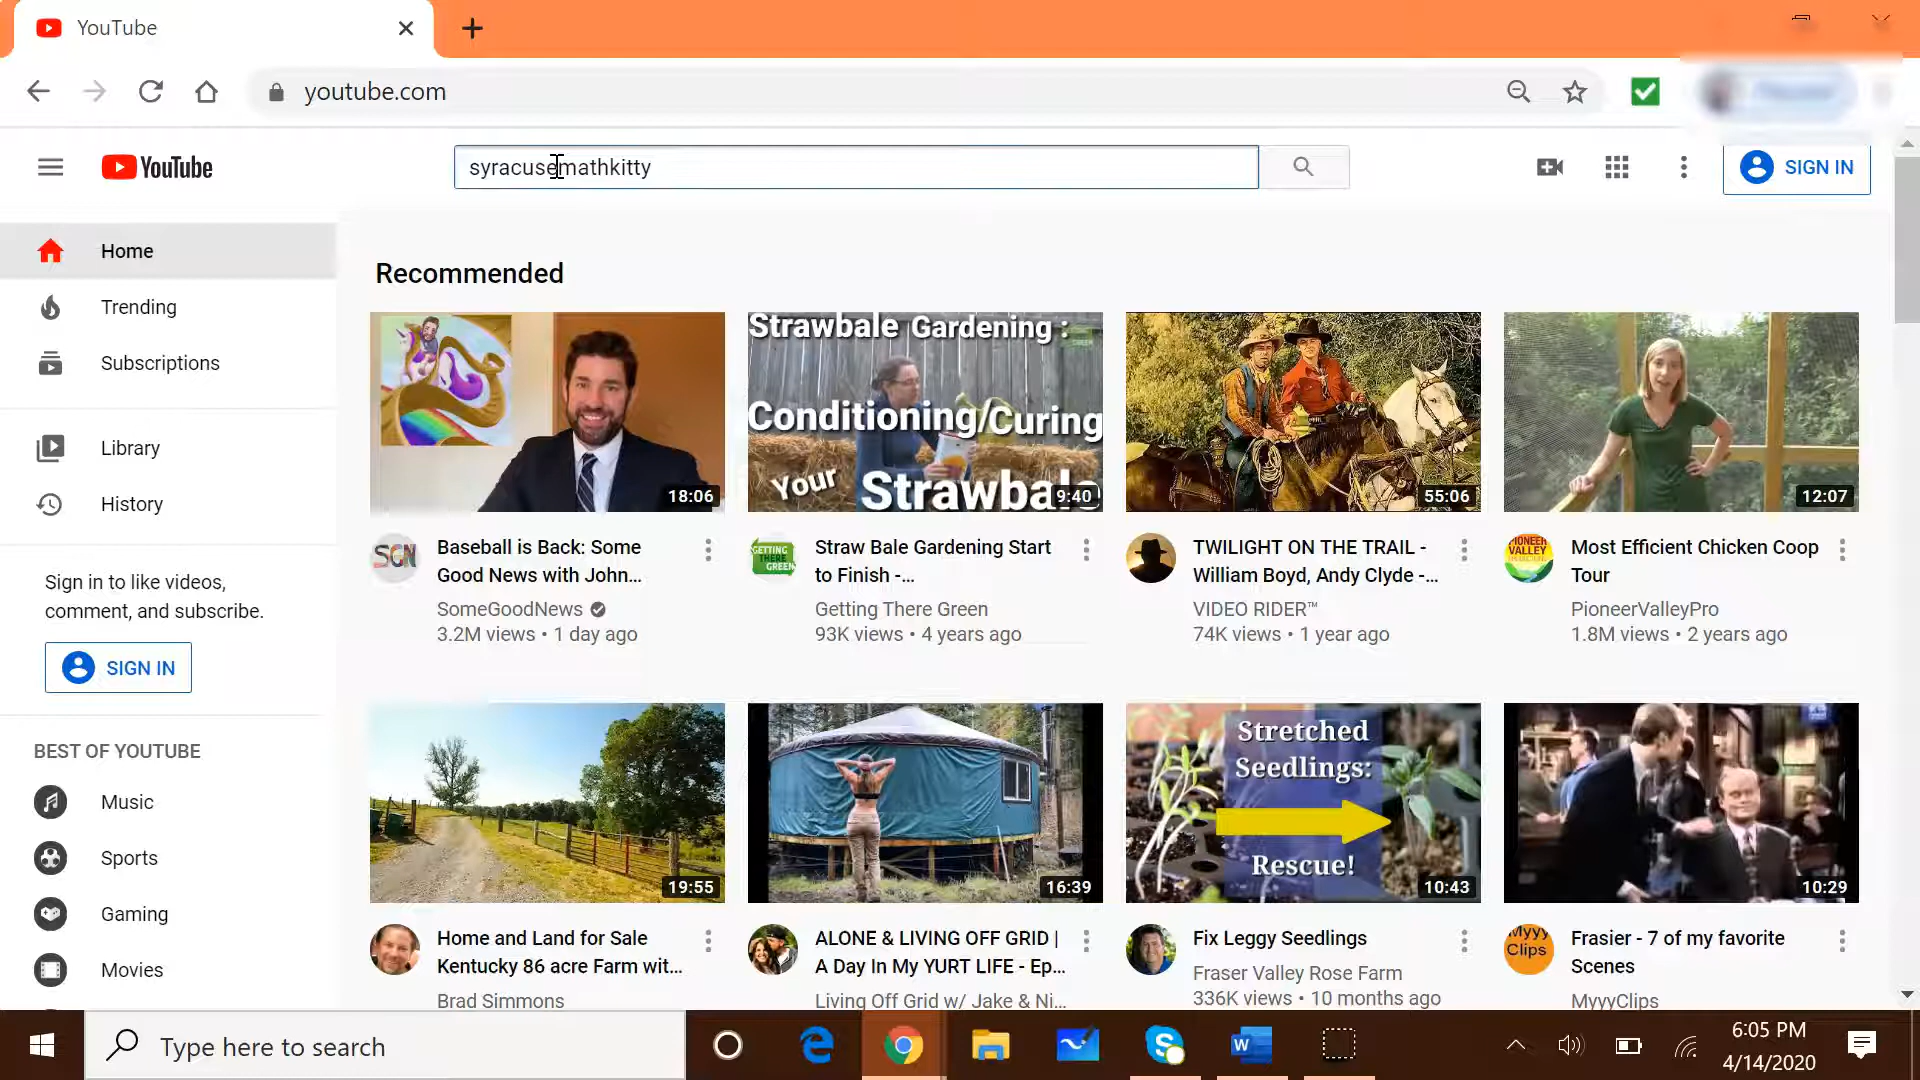 YouTube
youtube.com
YouTube
syracusemathkitty
SIGN IN
Home
Trending
Subscriptions
Library
History
Sign in to like videos,
comment, and subscribe.
SIGN IN
BEST OF YOUTUBE
Music
Sports
Gaming
Movies
Recommended
18:06
SGN
Baseball is Back: Some
Good News with John...
SomeGoodNews
3.2M views • 1 day ago
Strawbale Gardening :
Conditioning/Curing
Your Strawbale
9:40
GETTING
THERE
GREEN
Straw Bale Gardening Start
to Finish -...
Getting There Green
93K views • 4 years ago
55:06
TWILIGHT ON THE TRAIL -
William Boyd, Andy Clyde -...
VIDEO RIDER™
74K views • 1 year ago
12:07
PIONEER
VALLEY
Most Efficient Chicken Coop
Tour
PioneerValleyPro
1.8M views • 2 years ago
19:55
Home and Land for Sale
Kentucky 86 acre Farm wit...
Brad Simmons
16:39
ALONE & LIVING OFF GRID |
A Day In My YURT LIFE - Ep...
Living Off Grid w/ Jake & Ni...
Stretched
Seedlings:
Rescue!
10:43
Fix Leggy Seedlings
Fraser Valley Rose Farm
336K views • 10 months ago
10:29
Myyy
Clips
Frasier - 7 of my favorite
Scenes
MyyyClips
Type here to search
6:05 PM
4/14/2020